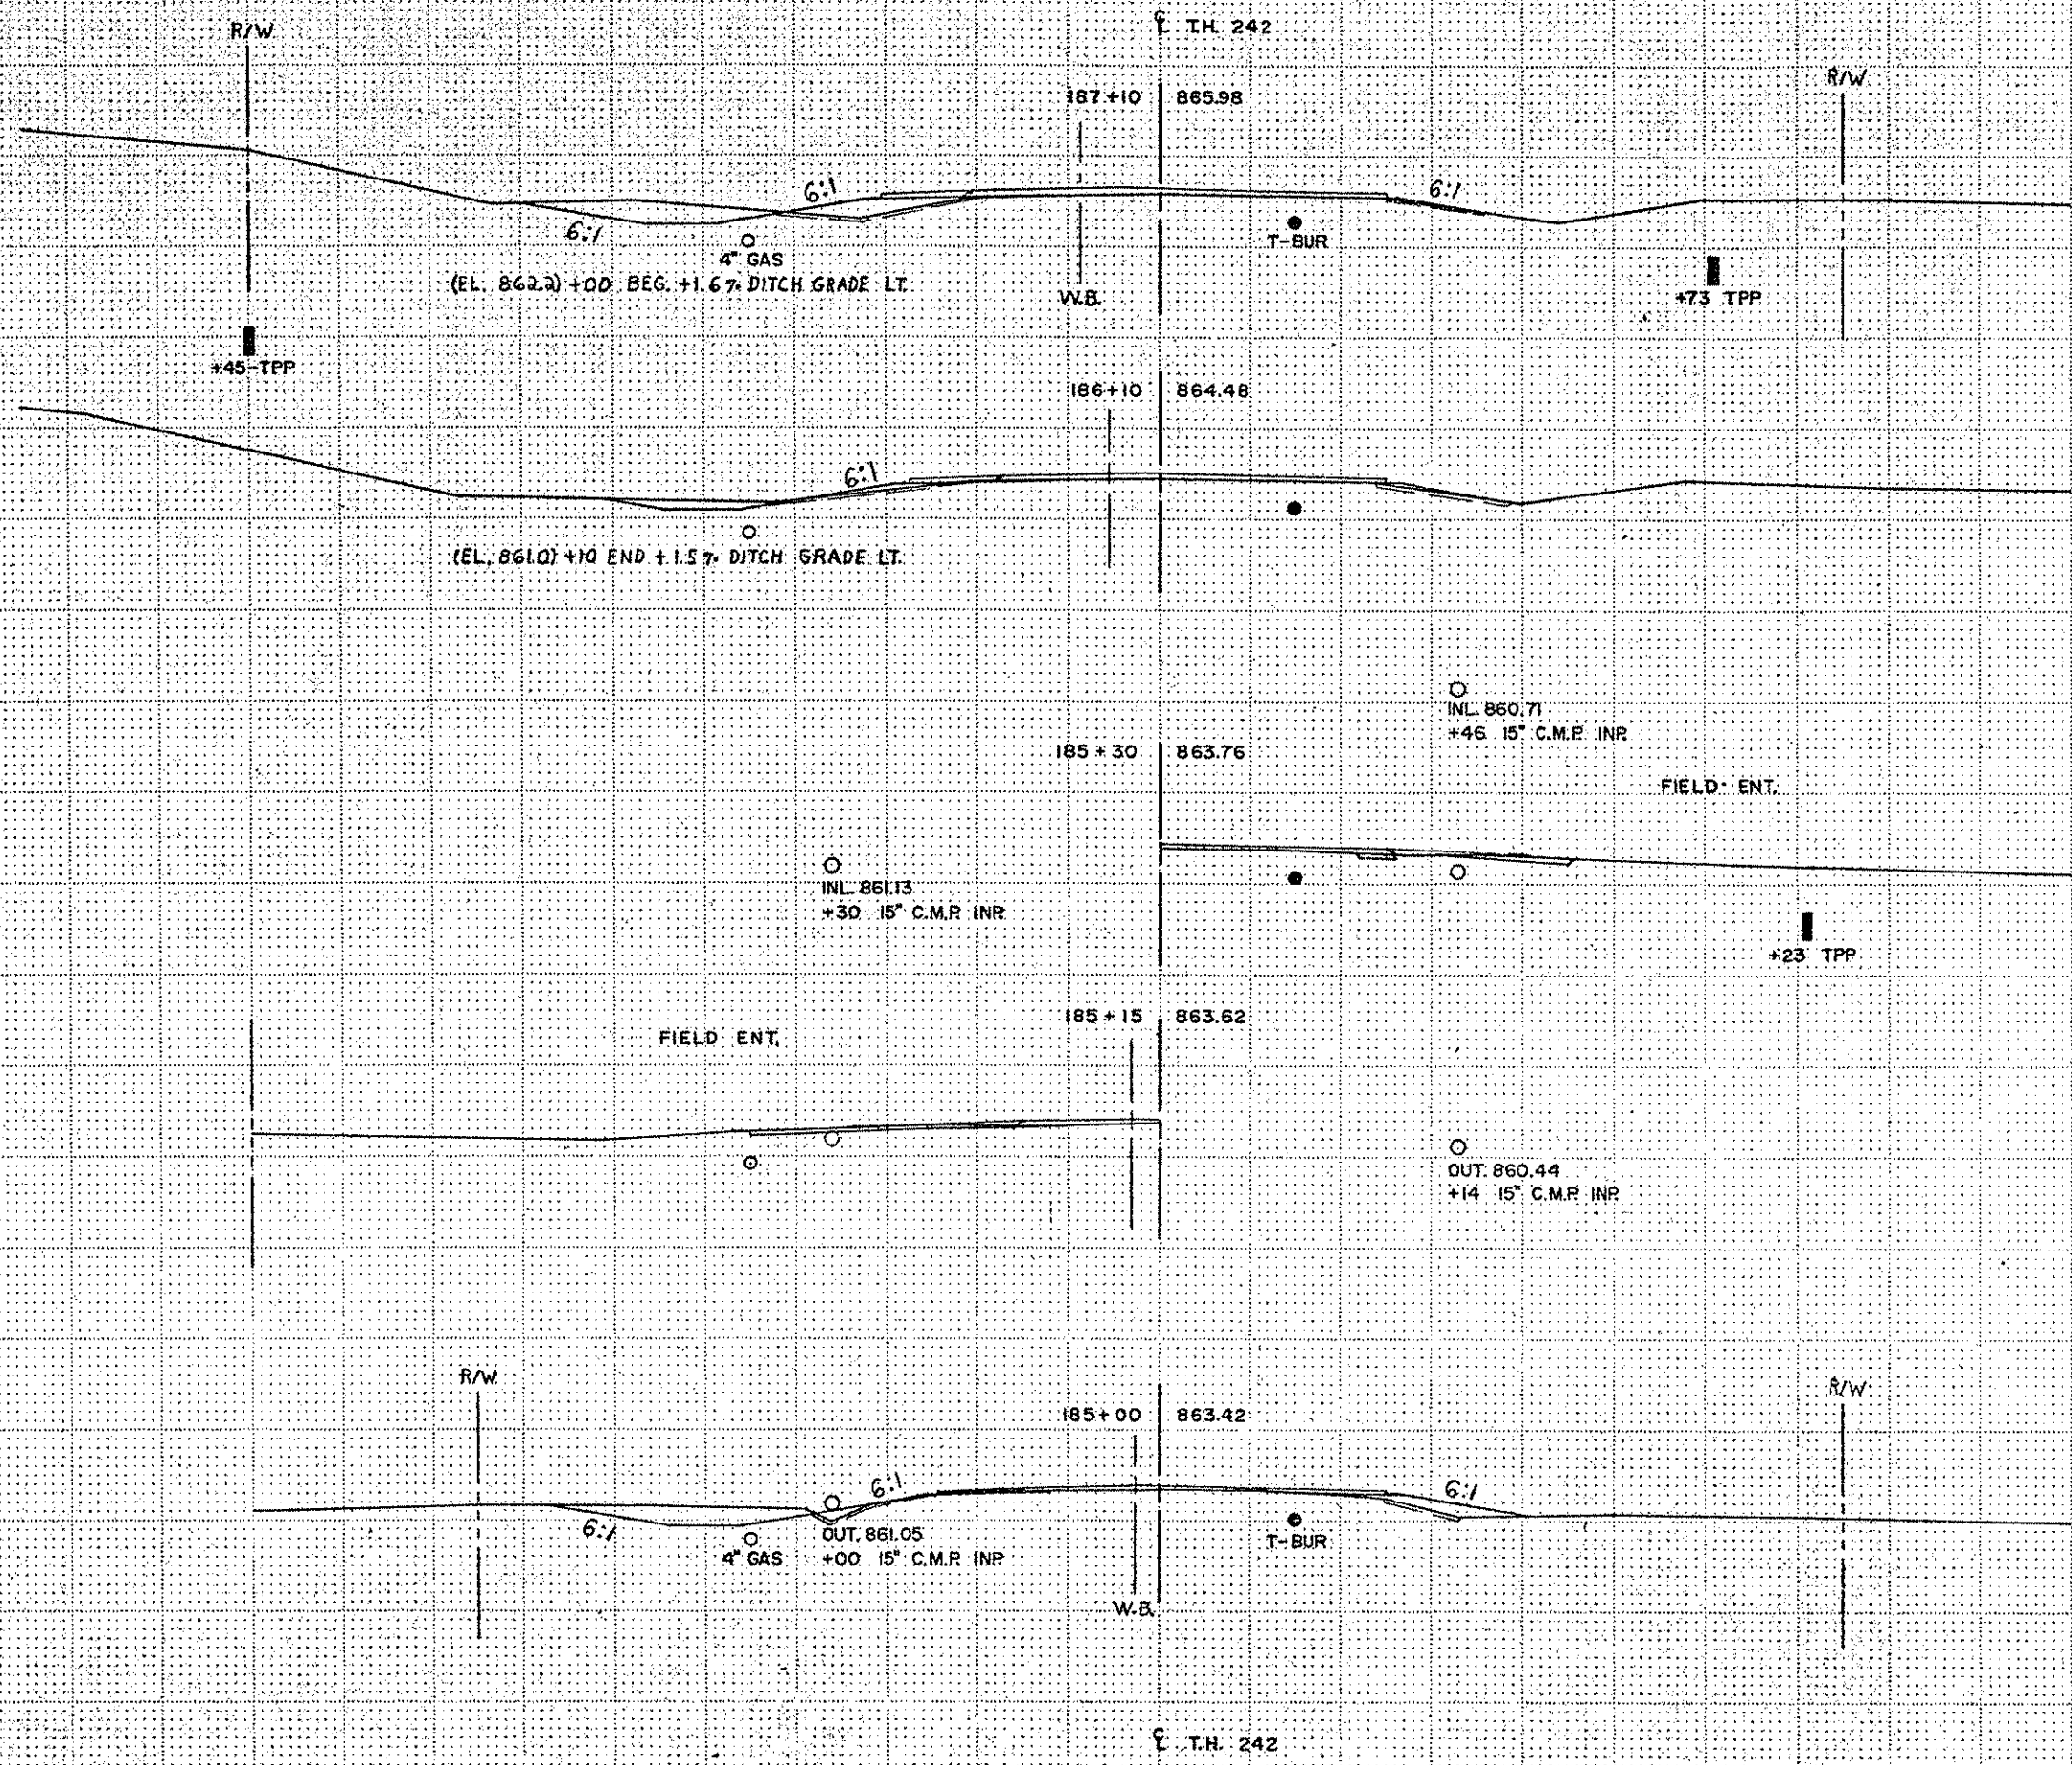 ℄ T.H. 242
R/W
R/W
187+10 865.98
6:1
6:1
6:1
T-BUR
4" GAS
(EL. 862.2) +00 BEG. +1.6% DITCH GRADE LT.
W.B.
+73 TPP
+45-TPP
186+10 864.48
6:1
(EL. 861.0) +10 END +1.5% DITCH GRADE LT.
INL. 860.71
+46 15" C.M.P. INP.
185+30 863.76
FIELD ENT.
INL. 861.13
+30 15" C.M.P. INP.
+23 TPP
185+15 863.62
FIELD ENT.
OUT. 860.44
+14 15" C.M.P. INP.
R/W
R/W
185+00 863.42
6:1
6:1
6:1
OUT. 861.05
+00 15" C.M.P. INP.
4" GAS
T-BUR
W.B.
℄ T.H. 242